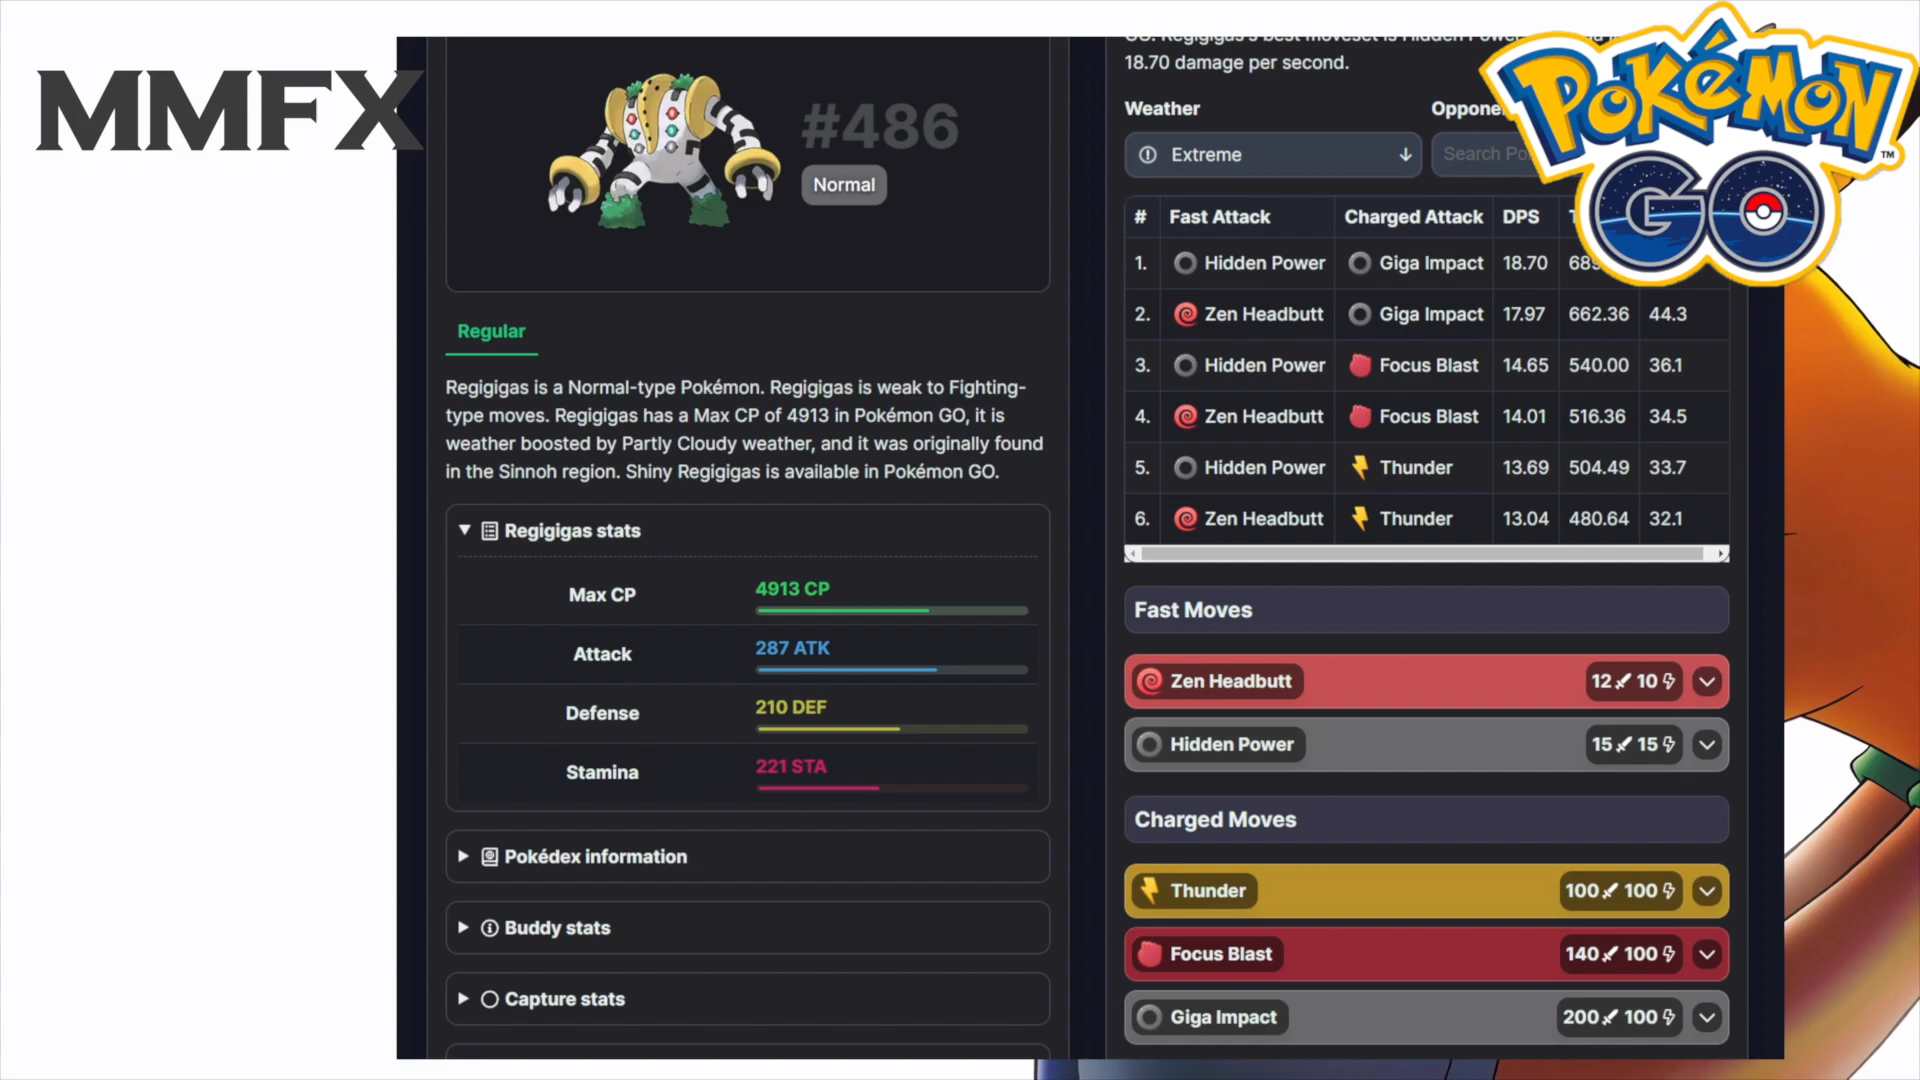 MMFX
POKÉMON
GO
TM
#486
Normal
Regular
Regigigas is a Normal-type Pokémon. Regigigas is weak to Fighting-
type moves. Regigigas has a Max CP of 4913 in Pokémon GO, it is
weather boosted by Partly Cloudy weather, and it was originally found
in the Sinnoh region. Shiny Regigigas is available in Pokémon GO.
Regigigas stats
Max CP 4913 CP
Attack 287 ATK
Defense 210 DEF
Stamina 221 STA
Pokédex information
Buddy stats
Capture stats
GO. Regigigas's best moveset is Hidden
18.70 damage per second.
Weather
Extreme
Search
# Fast Attack Charged Attack DPS
1. Hidden Power Giga Impact 18.70
2. Zen Headbutt Giga Impact 17.97 662.36 44.3
3. Hidden Power Focus Blast 14.65 540.00 36.1
4. Zen Headbutt Focus Blast 14.01 516.36 34.5
5. Hidden Power Thunder 13.69 504.49 33.7
6. Zen Headbutt Thunder 13.04 480.64 32.1
Fast Moves
Zen Headbutt 12 10
Hidden Power 15 15
Charged Moves
Thunder 100 100
Focus Blast 140 100
Giga Impact 200 100